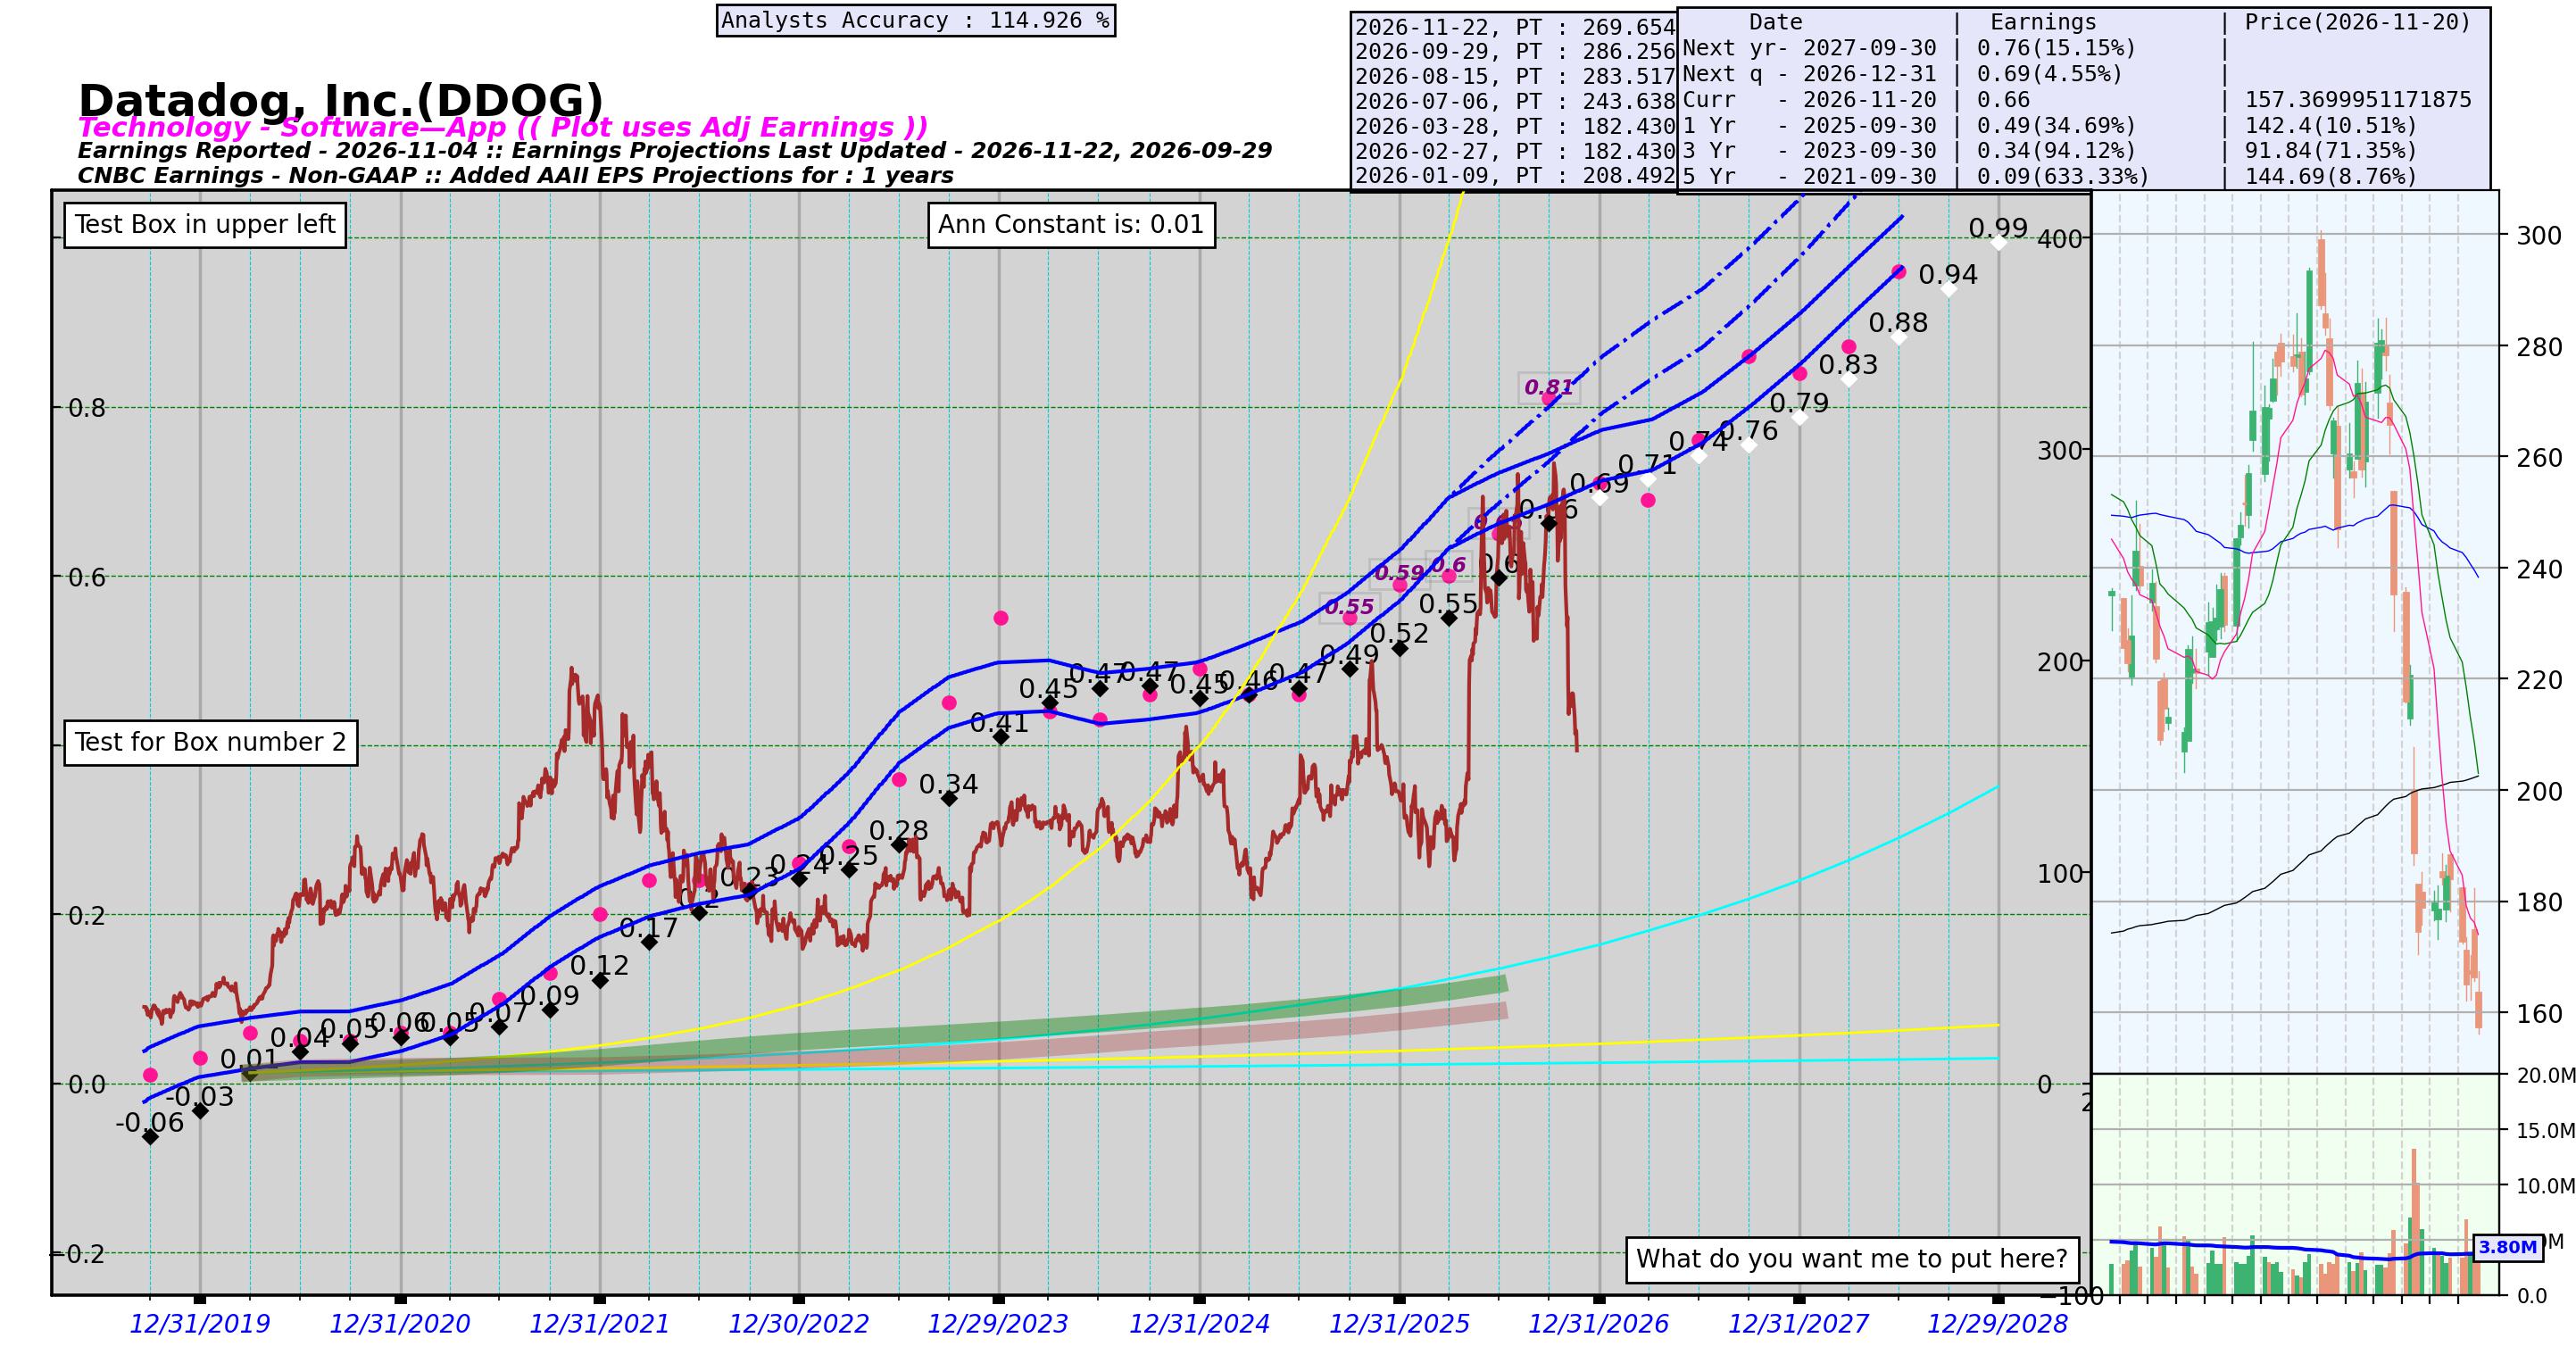 Analysts Accuracy : 114.926 %
2026-11-22, PT : 269.654
2026-09-29, PT : 286.256
2026-08-15, PT : 283.517
2026-07-06, PT : 243.638
2026-03-28, PT : 182.430
2026-02-27, PT : 182.430
2026-01-09, PT : 208.492
Date | Earnings | Price(2026-11-20)
Next yr- 2027-09-30 | 0.76(15.15%) |
Next q - 2026-12-31 | 0.69(4.55%) |
Curr - 2026-11-20 | 0.66 | 157.3699951171875
1 Yr - 2025-09-30 | 0.49(34.69%) | 142.4(10.51%)
3 Yr - 2023-09-30 | 0.34(94.12%) | 91.84(71.35%)
5 Yr - 2021-09-30 | 0.09(633.33%) | 144.69(8.76%)
Datadog, Inc.(DDOG)
Technology - Software—App (( Plot uses Adj Earnings ))
Earnings Reported - 2026-11-04 :: Earnings Projections Last Updated - 2026-11-22, 2026-09-29
CNBC Earnings - Non-GAAP :: Added AAII EPS Projections for : 1 years
Test Box in upper left
Ann Constant is: 0.01
Test for Box number 2
What do you want me to put here?
0.8
0.6
0.2
0.0
−0.2
400
300
200
100
0
−100
-0.06
-0.03
0.01
0.04
0.05
0.06
0.05
0.07
0.09
0.12
0.17
0.2
0.23
0.24
0.25
0.28
0.34
0.41
0.45
0.47
0.47
0.45
0.46
0.47
0.49
0.52
0.55
0.6
0.66
0.69
0.71
0.74
0.76
0.79
0.83
0.88
0.94
0.99
0.55
0.59
0.6
0.81
300
280
260
240
220
200
180
160
20.0M
15.0M
10.0M
3.80M
0.0
12/31/2019
12/31/2020
12/31/2021
12/30/2022
12/29/2023
12/31/2024
12/31/2025
12/31/2026
12/31/2027
12/29/2028